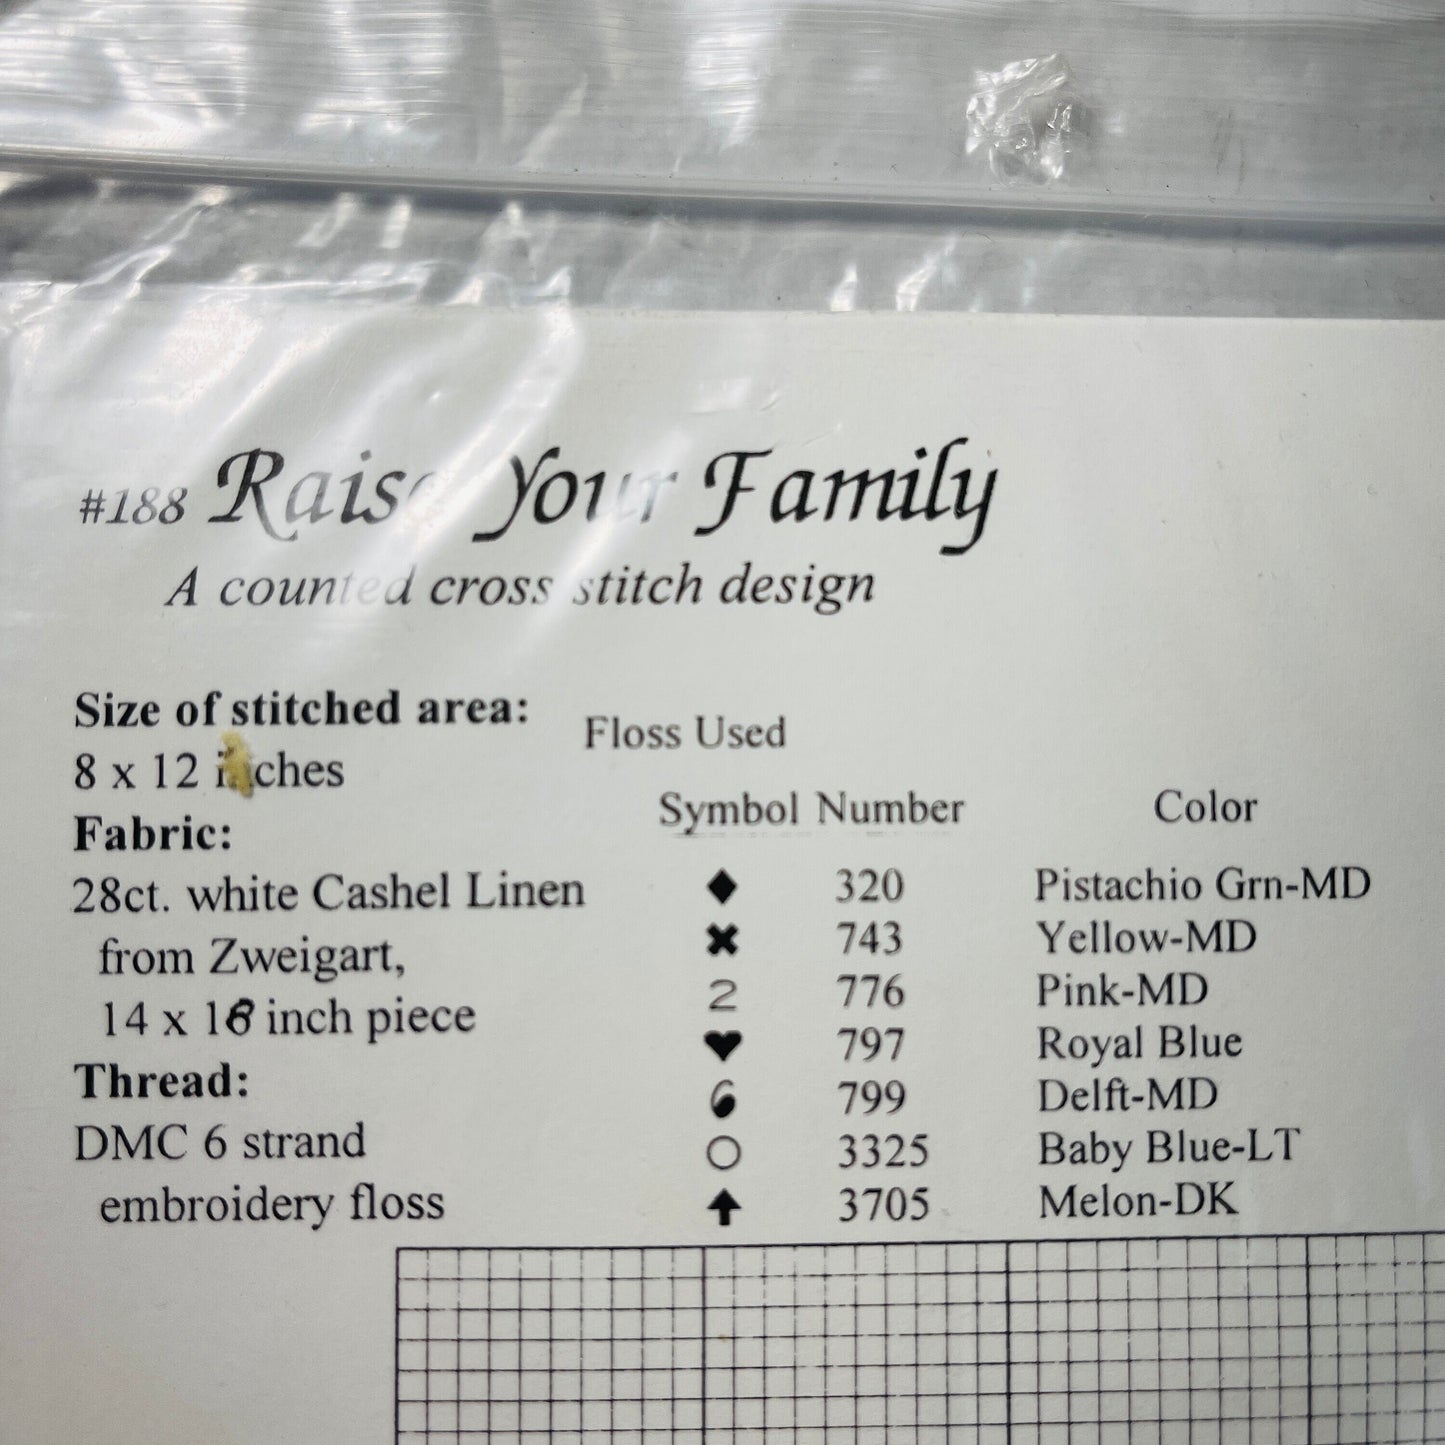 #188 Raise Your Family
A counted cross stitch design
Size of stitched area:
8 x 12 inches
Fabric:
28ct. white Cashel Linen
from Zweigart,
14 x 18 inch piece
Thread:
DMC 6 strand
embroidery floss
Floss Used
Symbol Number Color
♦ 320 Pistachio Grn-MD
✖ 743 Yellow-MD
2 776 Pink-MD
♥ 797 Royal Blue
6 799 Delft-MD
○ 3325 Baby Blue-LT
↑ 3705 Melon-DK